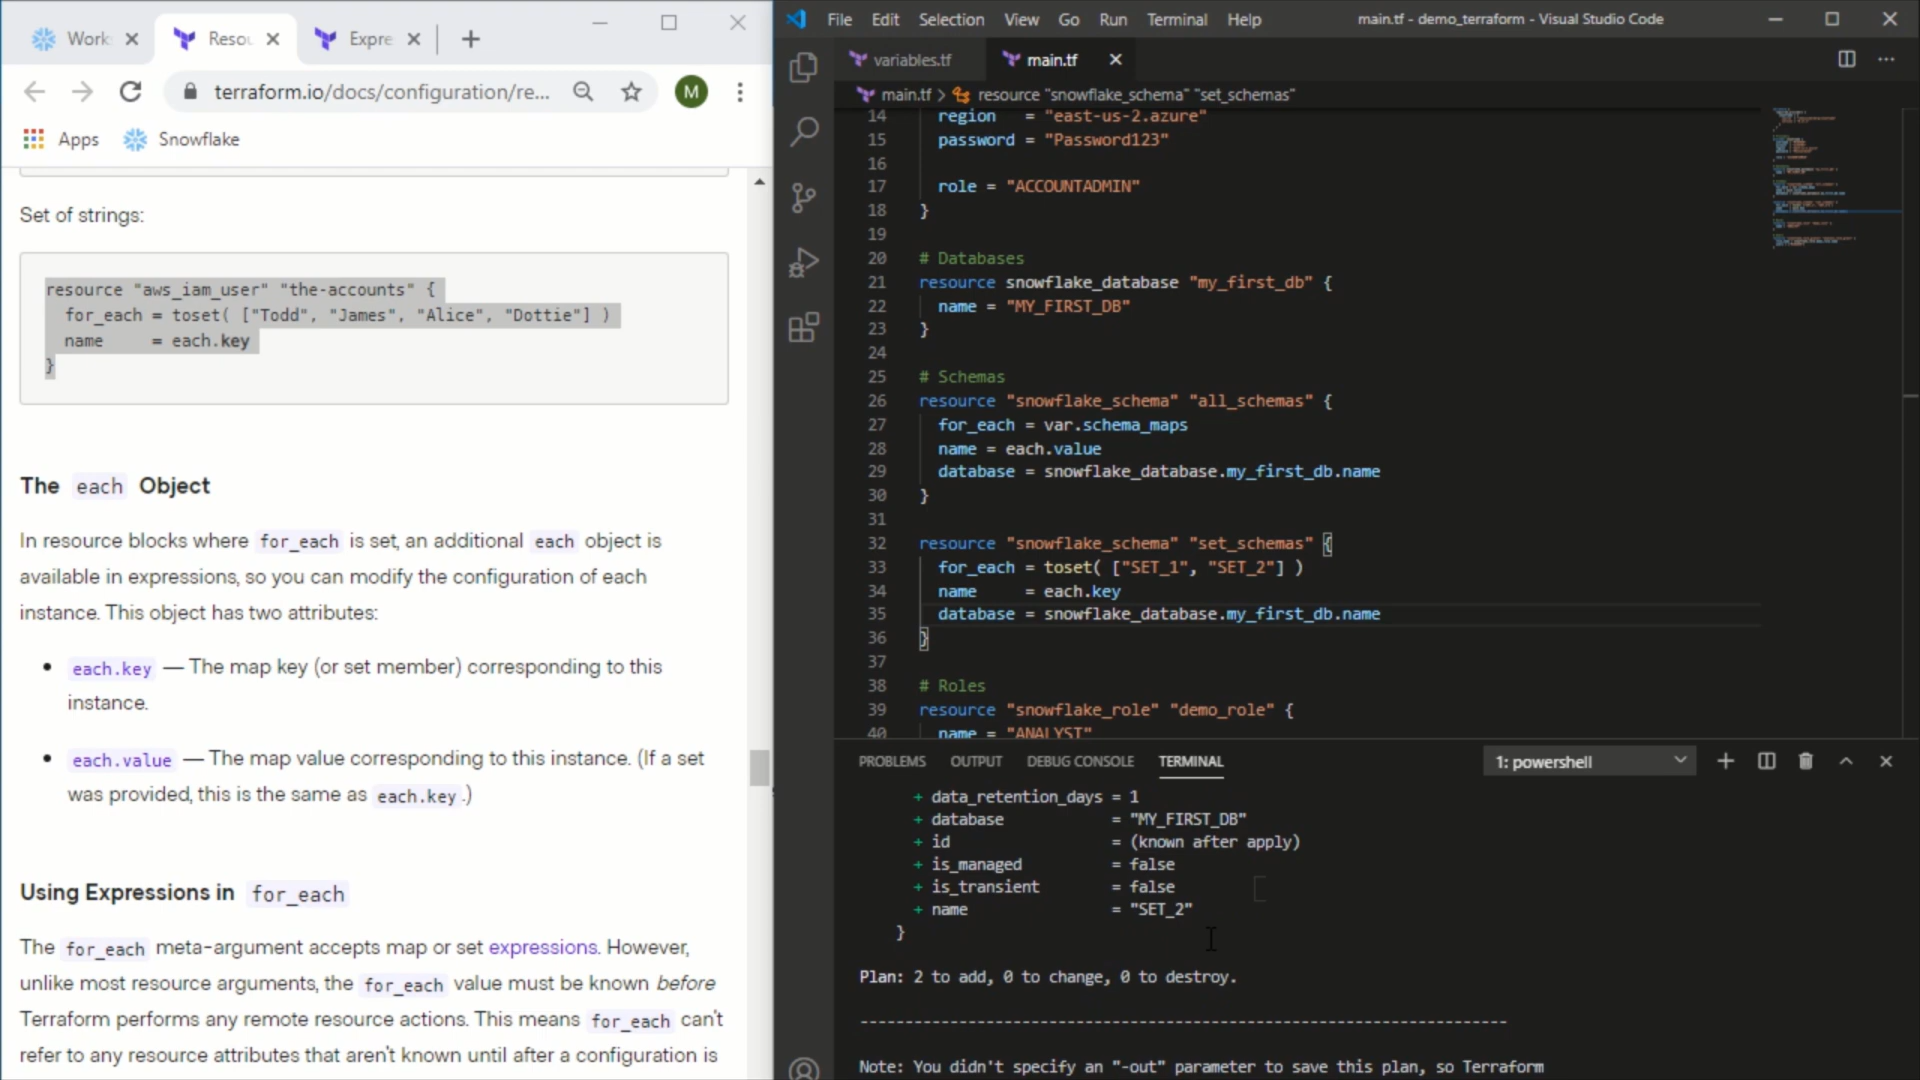 Work
Resou
Expre
terraform.io/docs/configuration/re...
M
Apps
Snowflake
Set of strings:
resource "aws_iam_user" "the-accounts" {
for_each = toset( ["Todd", "James", "Alice", "Dottie"] )
name     = each.key
}
The each Object
In resource blocks where for_each is set, an additional each object is
available in expressions, so you can modify the configuration of each
instance. This object has two attributes:
• each.key — The map key (or set member) corresponding to this
instance.
• each.value — The map value corresponding to this instance. (If a set
was provided, this is the same as each.key.)
Using Expressions in for_each
The for_each meta-argument accepts map or set expressions. However,
unlike most resource arguments, the for_each value must be known before
Terraform performs any remote resource actions. This means for_each can't
refer to any resource attributes that aren't known until after a configuration is
File Edit Selection View Go Run Terminal Help
main.tf - demo_terraform - Visual Studio Code
variables.tf
main.tf
main.tf > resource "snowflake_schema" "set_schemas"
14 region   = "east-us-2.azure"
15 password = "Password123"
16
17 role = "ACCOUNTADMIN"
18 }
19
20 # Databases
21 resource snowflake_database "my_first_db" {
22 name = "MY_FIRST_DB"
23 }
24
25 # Schemas
26 resource "snowflake_schema" "all_schemas" {
27 for_each = var.schema_maps
28 name = each.value
29 database = snowflake_database.my_first_db.name
30 }
31
32 resource "snowflake_schema" "set_schemas" {
33 for_each = toset( ["SET_1", "SET_2"] )
34 name     = each.key
35 database = snowflake_database.my_first_db.name
36 }
37
38 # Roles
39 resource "snowflake_role" "demo_role" {
40 name = "ANALYST"
PROBLEMS OUTPUT DEBUG CONSOLE TERMINAL
1: powershell
+ data_retention_days = 1
+ database            = "MY_FIRST_DB"
+ id                  = (known after apply)
+ is_managed          = false
+ is_transient        = false
+ name                = "SET_2"
}
Plan: 2 to add, 0 to change, 0 to destroy.
------------------------------------------------------------------------
Note: You didn't specify an "-out" parameter to save this plan, so Terraform